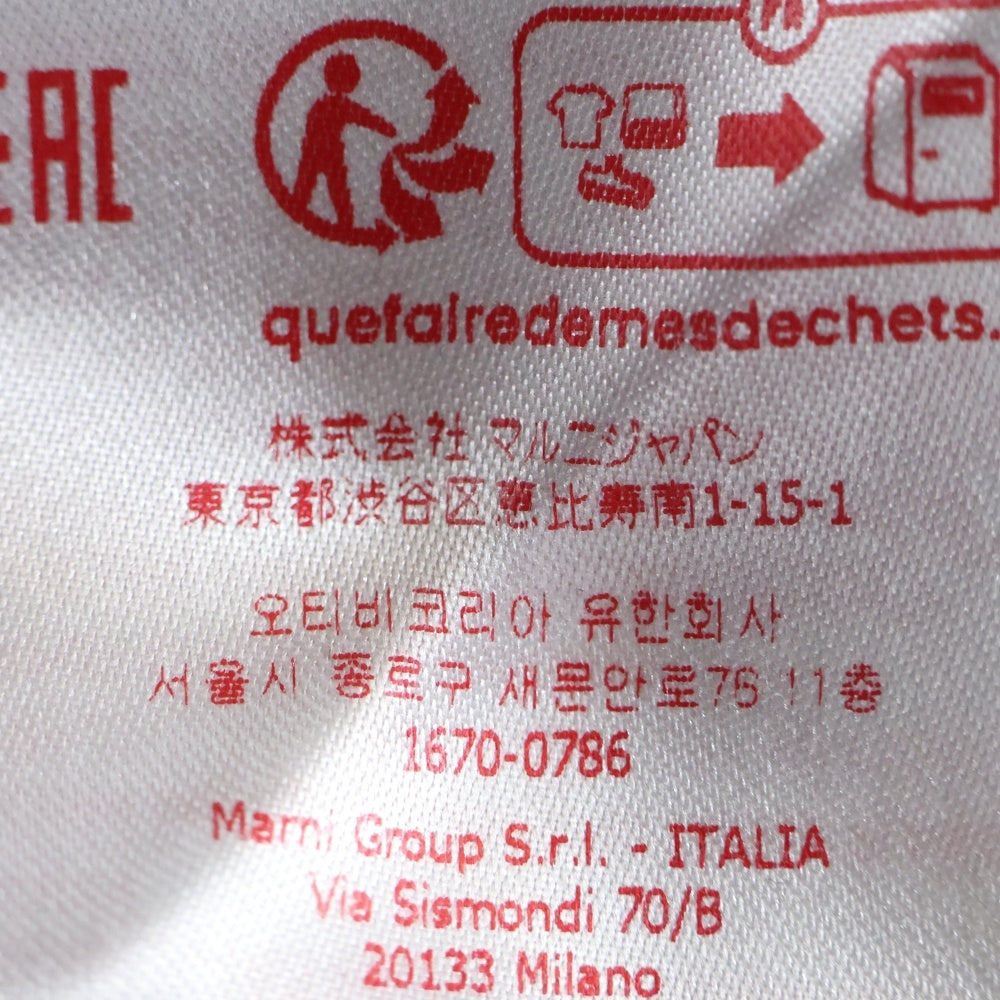 EAC
FR
quefairedemesdechets.
株式会社 マルニジャパン
東京都渋谷区恵比寿南1-15-1
오티비코리아 유한회사
서울시 종로구 새문안로76 11층
1670-0786
Marni Group S.r.l. - ITALIA
Via Sismondi 70/B
20133 Milano